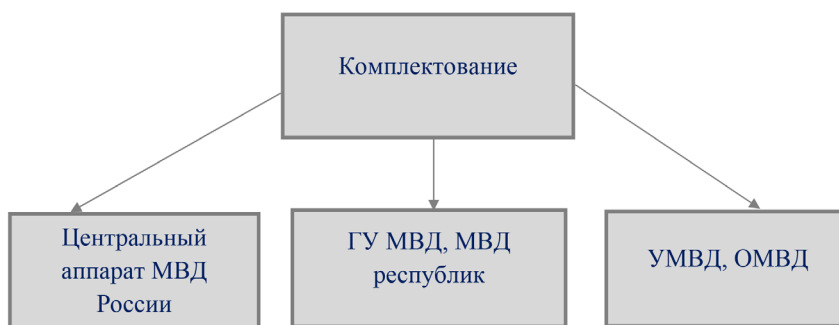 Комплектование
Центральный
аппарат МВД
России
ГУ МВД, МВД
республик
УМВД, ОМВД